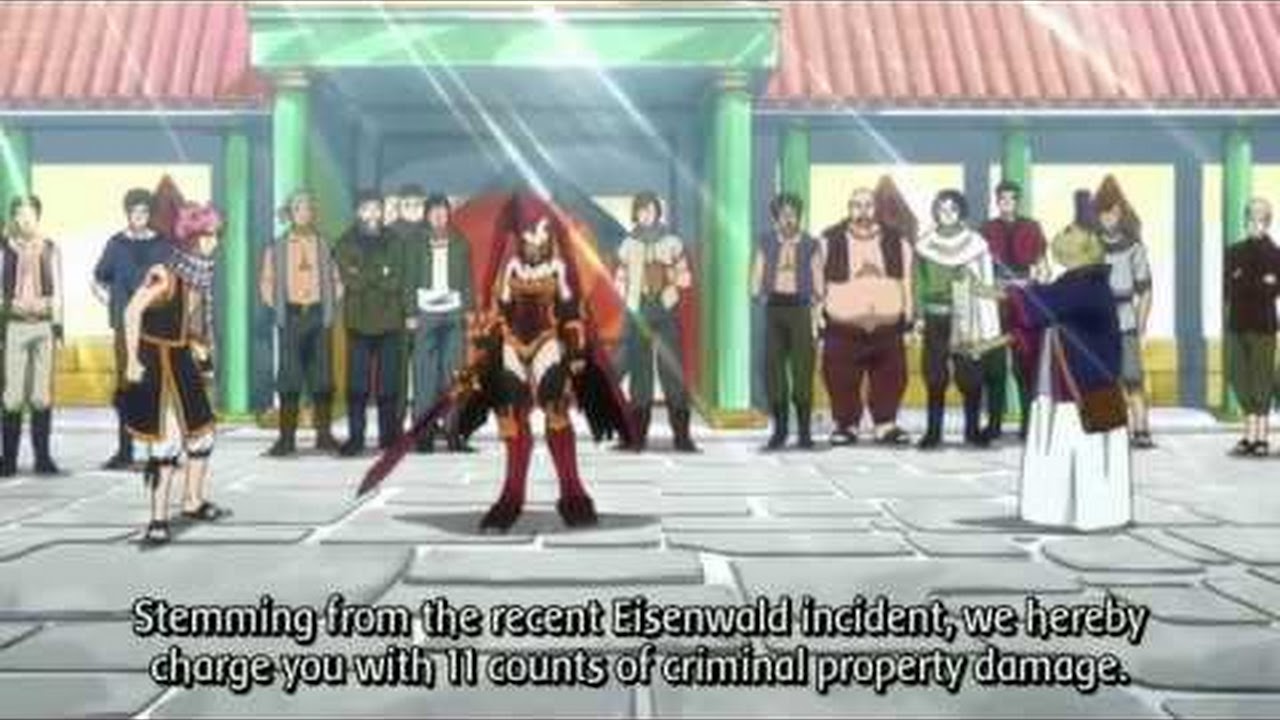 Stemming from the recent Eisenwald incident, we hereby
charge you with 11 counts of criminal property damage.